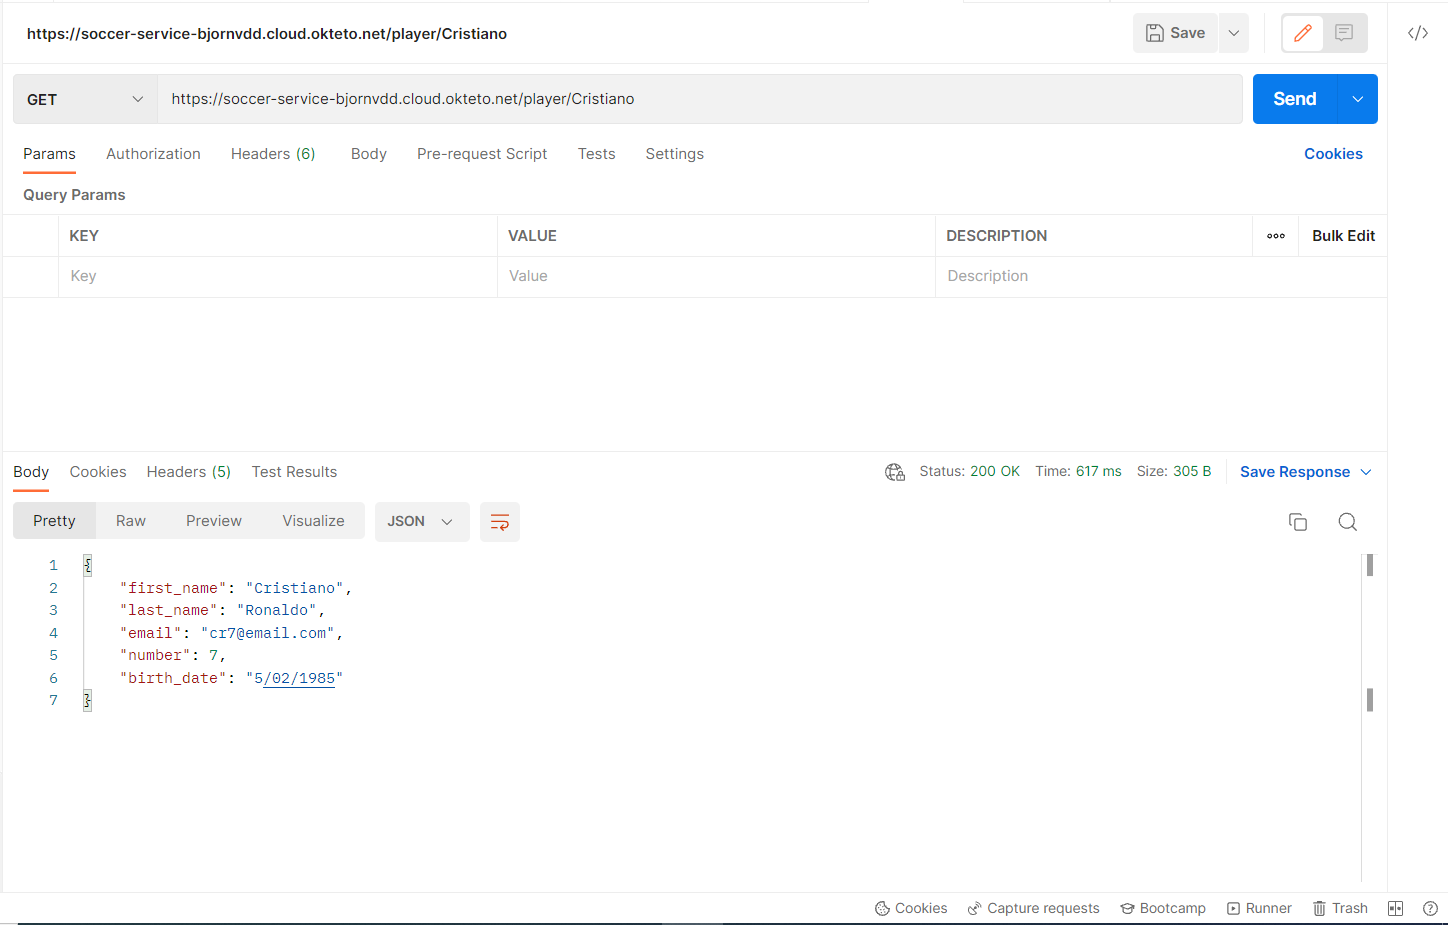 https://soccer-service-bjornvdd.cloud.okteto.net/player/Cristiano
Save
GET
https://soccer-service-bjornvdd.cloud.okteto.net/player/Cristiano
Send
Params Authorization Headers (6) Body Pre-request Script Tests Settings Cookies
Query Params
KEY VALUE DESCRIPTION ooo Bulk Edit
Key Value Description
Body Cookies Headers (5) Test Results Status: 200 OK Time: 617 ms Size: 305 B Save Response
Pretty Raw Preview Visualize JSON
1 {
2 "first_name": "Cristiano",
3 "last_name": "Ronaldo",
4 "email": "cr7@email.com",
5 "number": 7,
6 "birth_date": "5/02/1985"
7 }
Cookies Capture requests Bootcamp Runner Trash